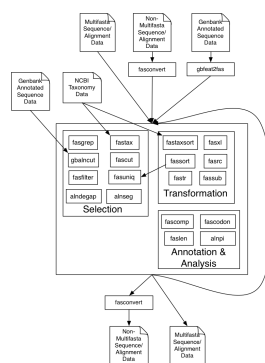 Multifasta
Sequence/
Alignment
Data
Non-
Multifasta
Sequence/
Alignment
Data
Genbank
Annotated
Sequence
Data
Genbank
Annotated
Sequence
Data
NCBI
Taxonomy
Data
fasconvert
gbfeat2fas
fasgrep
fastax
gbalncut
fascut
fasfilter
fasuniq
alndegap
alnseg
Selection
fastaxsort
fasxl
fassort
fasrc
fastr
fassub
Transformation
fascomp
fascodon
faslen
alnpi
Annotation &
Analysis
fasconvert
Non-
Multifasta
Sequence/
Alignment
Data
Multifasta
Sequence/
Alignment
Data